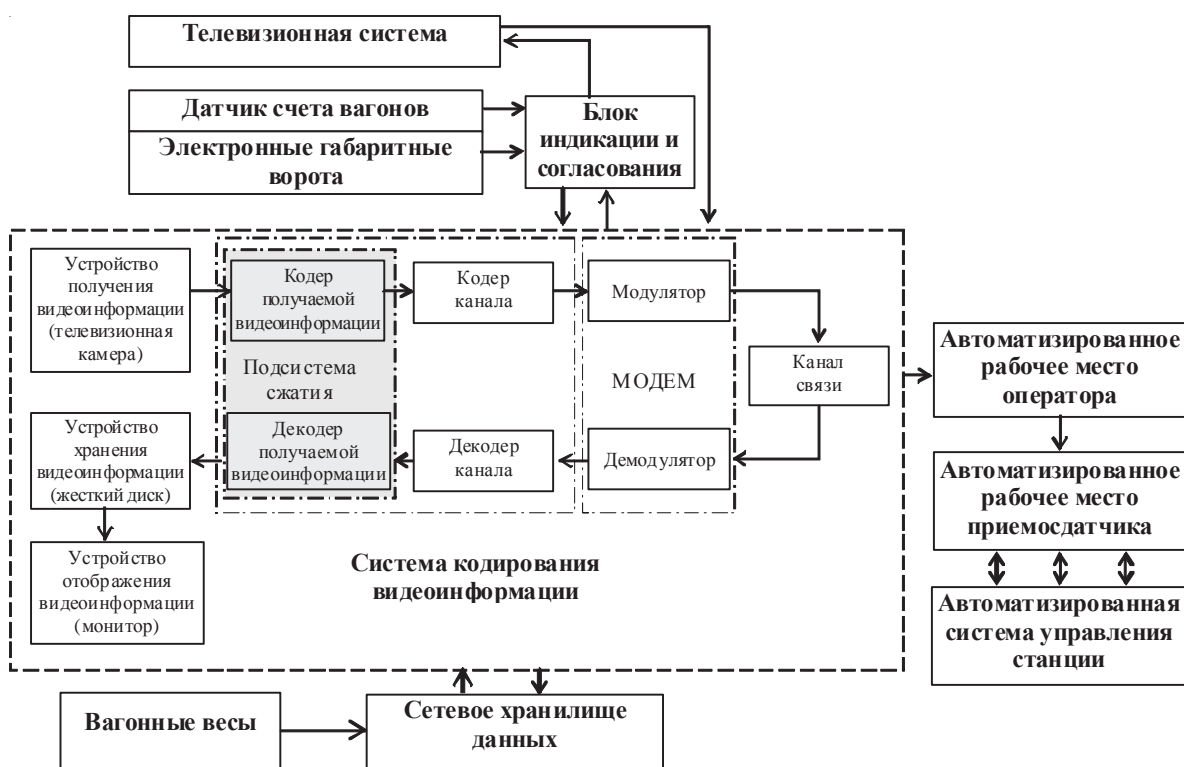 Телевизионная система
Датчик счета вагонов
Электронные габаритные
ворота
Блок
индикации и
согласования
Устройство
получения
видеоинформации
(телевизионная
камера)
Кодер
получаемой
видеоинформации
Кодер
канала
Модулятор
Подсистема
сжатия
МОДЕМ
Канал
связи
Автоматизированное
рабочее место
оператора
Устройство
хранения
видеоинформации
(жесткий диск)
Декодер
получаемой
видеоинформации
Декодер
канала
Демодулятор
Автоматизированное
рабочее место
приемосдатчика
Устройство
отображения
видеоинформации
(монитор)
Система кодирования
видеоинформации
Автоматизированная
система управления
станции
Вагонные весы
Сетевое хранилище
данных